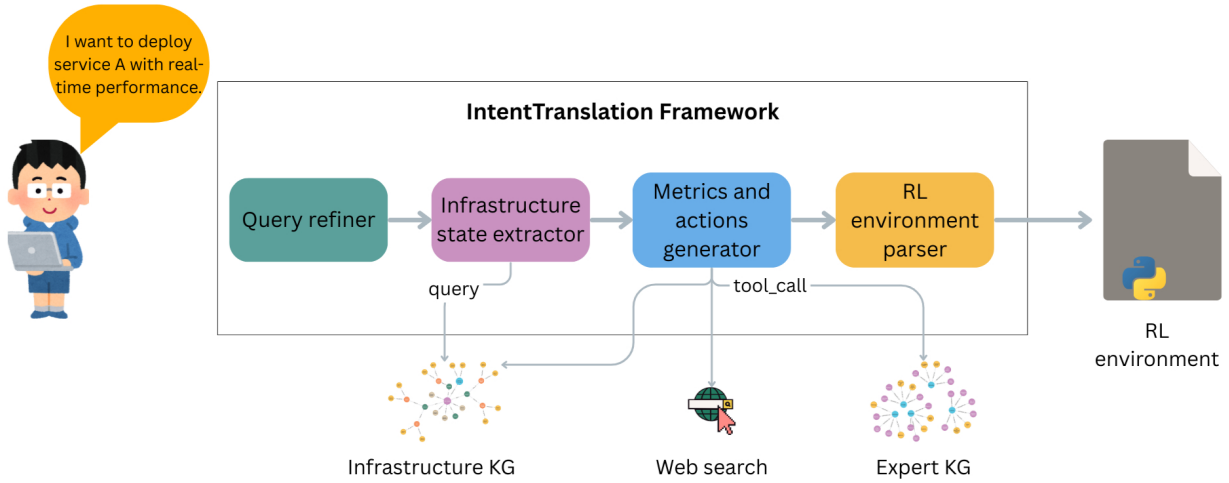 I want to deploy
service A with real-
time performance.
IntentTranslation Framework
Query refiner
Infrastructure
state extractor
Metrics and
actions
generator
RL
environment
parser
query
tool_call
RL
environment
Infrastructure KG
Web search
Expert KG